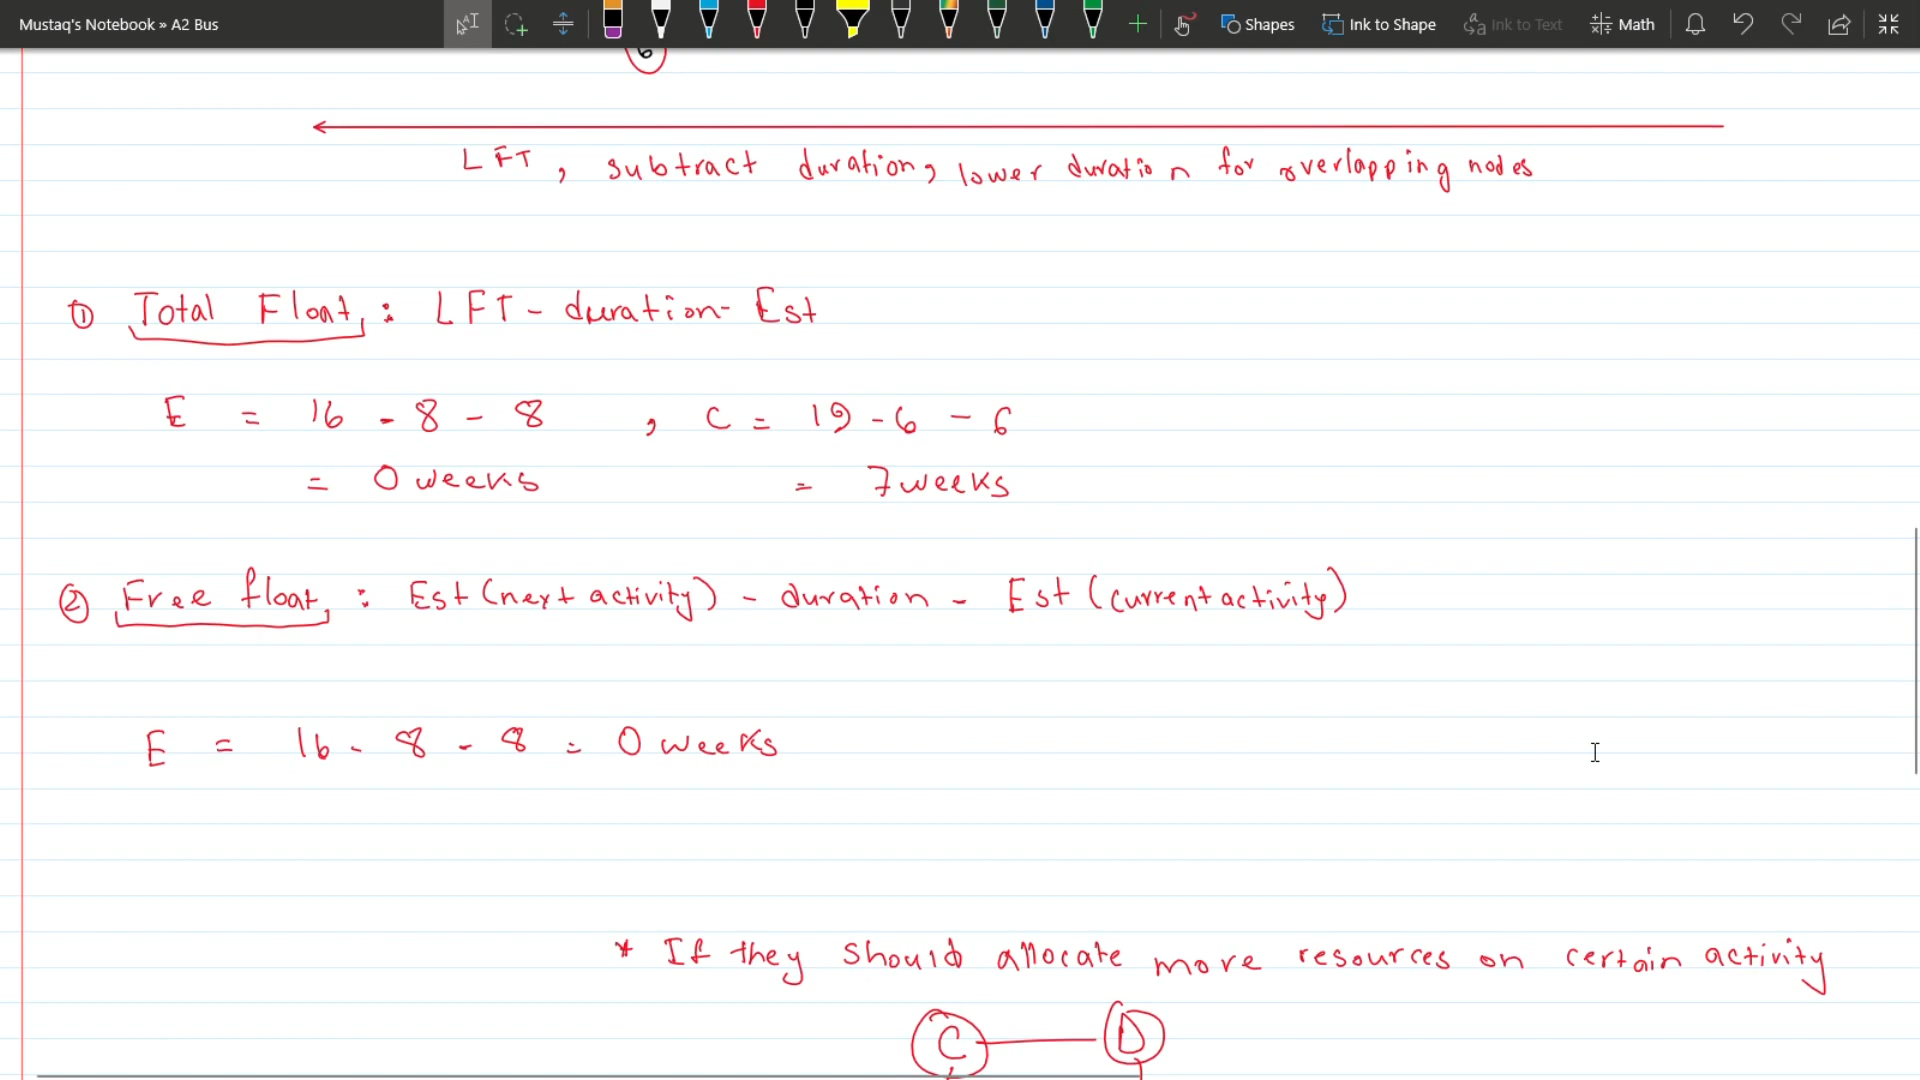 Mustaq's Notebook » A2 Bus
Shapes Ink to Shape Ink to Text Math
6
LFT, subtract duration, lower duration for overlapping nodes
① Total Float : LFT - duration - Est
E = 16 - 8 - 8 , C = 19 - 6 - 6
= 0 weeks = 7 weeks
② Free float : Est (next activity) - duration - Est (current activity)
E = 16 - 8 - 8 = 0 weeks
* If they should allocate more resources on certain activity
C D